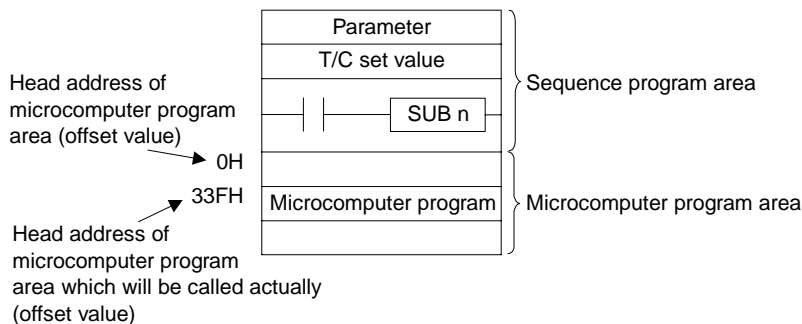 Parameter
T/C set value
Head address of
microcomputer program
area (offset value)
SUB n
Sequence program area
0H
33FH
Microcomputer program
Microcomputer program area
Head address of
microcomputer program
area which will be called actually
(offset value)